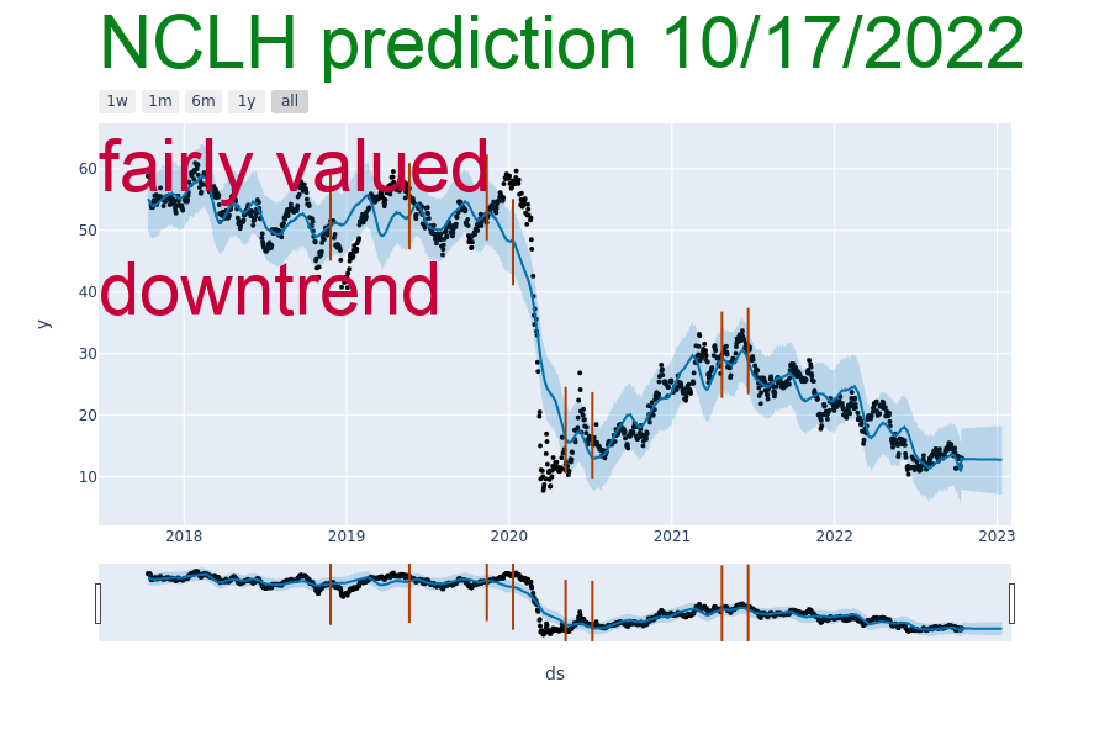 NCLH prediction 10/17/2022
1w 1m 6m 1y all
fairly valued
downtrend
60
50
40
30
20
10
y
2018 2019 2020 2021 2022 2023
ds